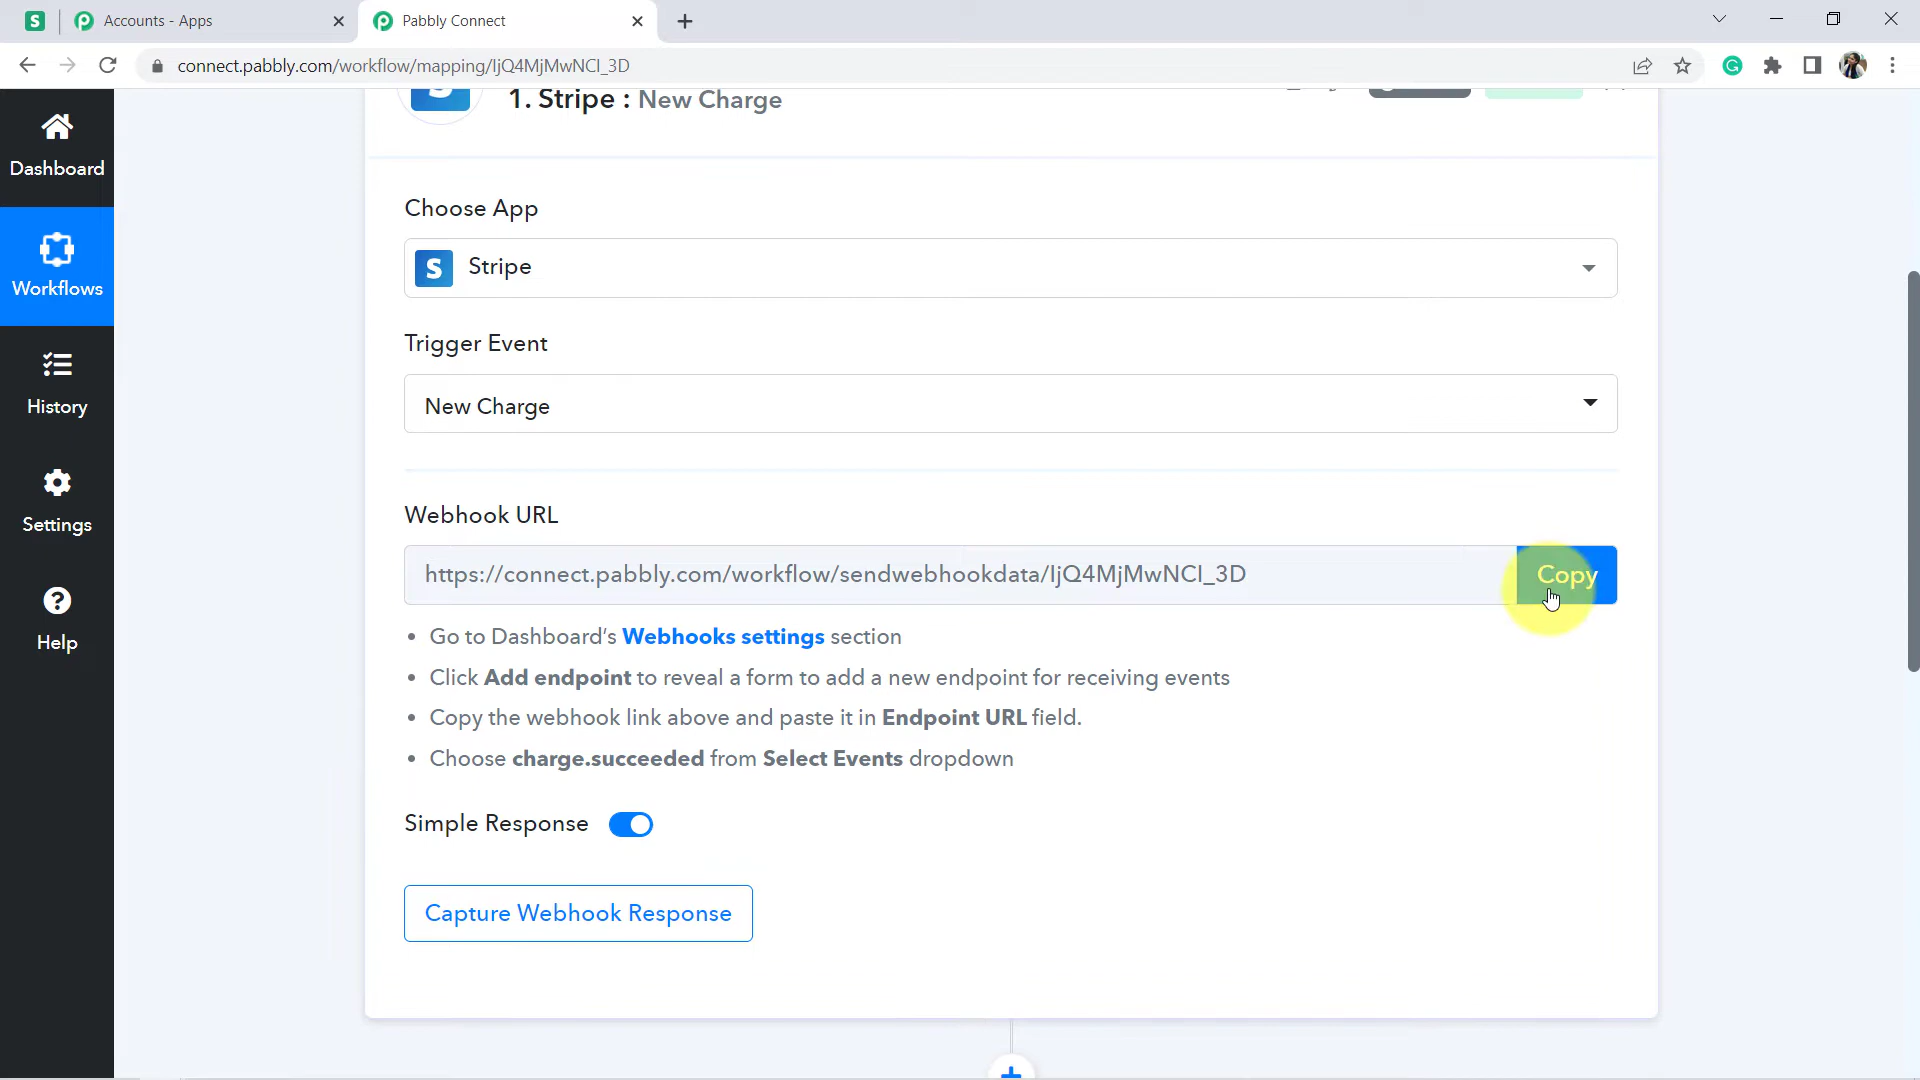 Accounts - Apps
Pabbly Connect
connect.pabbly.com/workflow/mapping/IjQ4MjMwNCI_3D
1. Stripe : New Charge
Dashboard
Workflows
History
Settings
Help
Choose App
Stripe
Trigger Event
New Charge
Webhook URL
https://connect.pabbly.com/workflow/sendwebhookdata/IjQ4MjMwNCI_3D
Copy
• Go to Dashboard's Webhooks settings section
• Click Add endpoint to reveal a form to add a new endpoint for receiving events
• Copy the webhook link above and paste it in Endpoint URL field.
• Choose charge.succeeded from Select Events dropdown
Simple Response
Capture Webhook Response